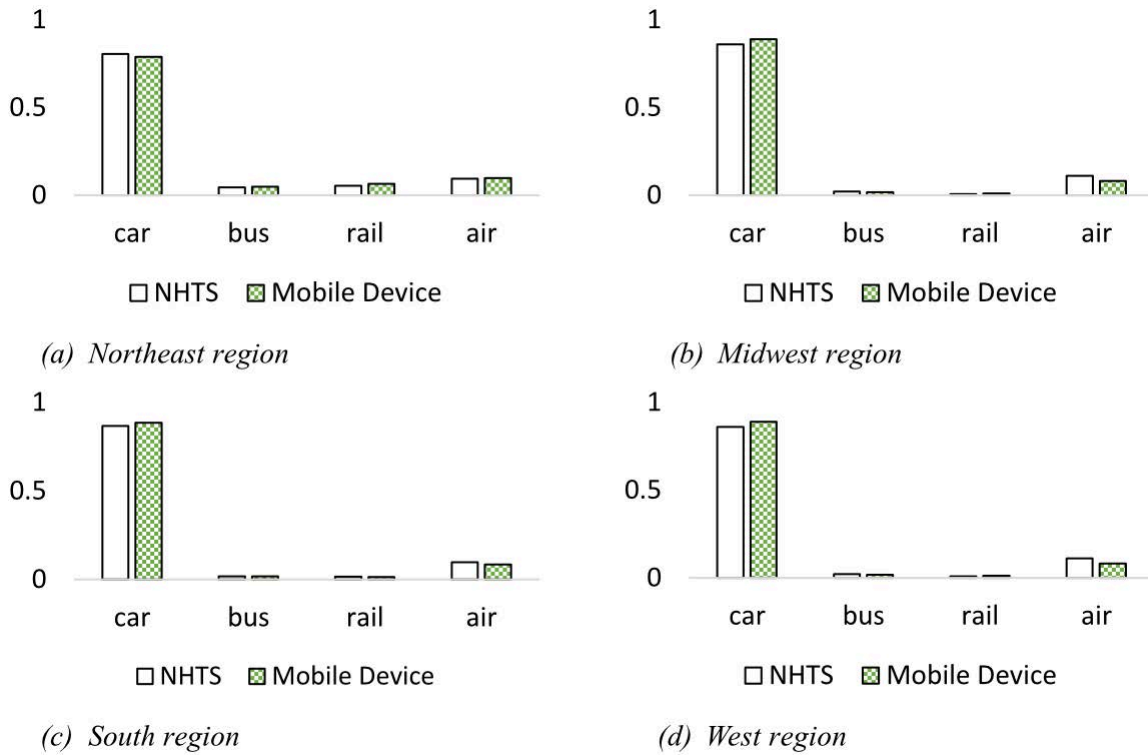 1
0.5
0
car bus rail air
NHTS Mobile Device
(a) Northeast region
1
0.5
0
car bus rail air
NHTS Mobile Device
(b) Midwest region
1
0.5
0
car bus rail air
NHTS Mobile Device
(c) South region
1
0.5
0
car bus rail air
NHTS Mobile Device
(d) West region